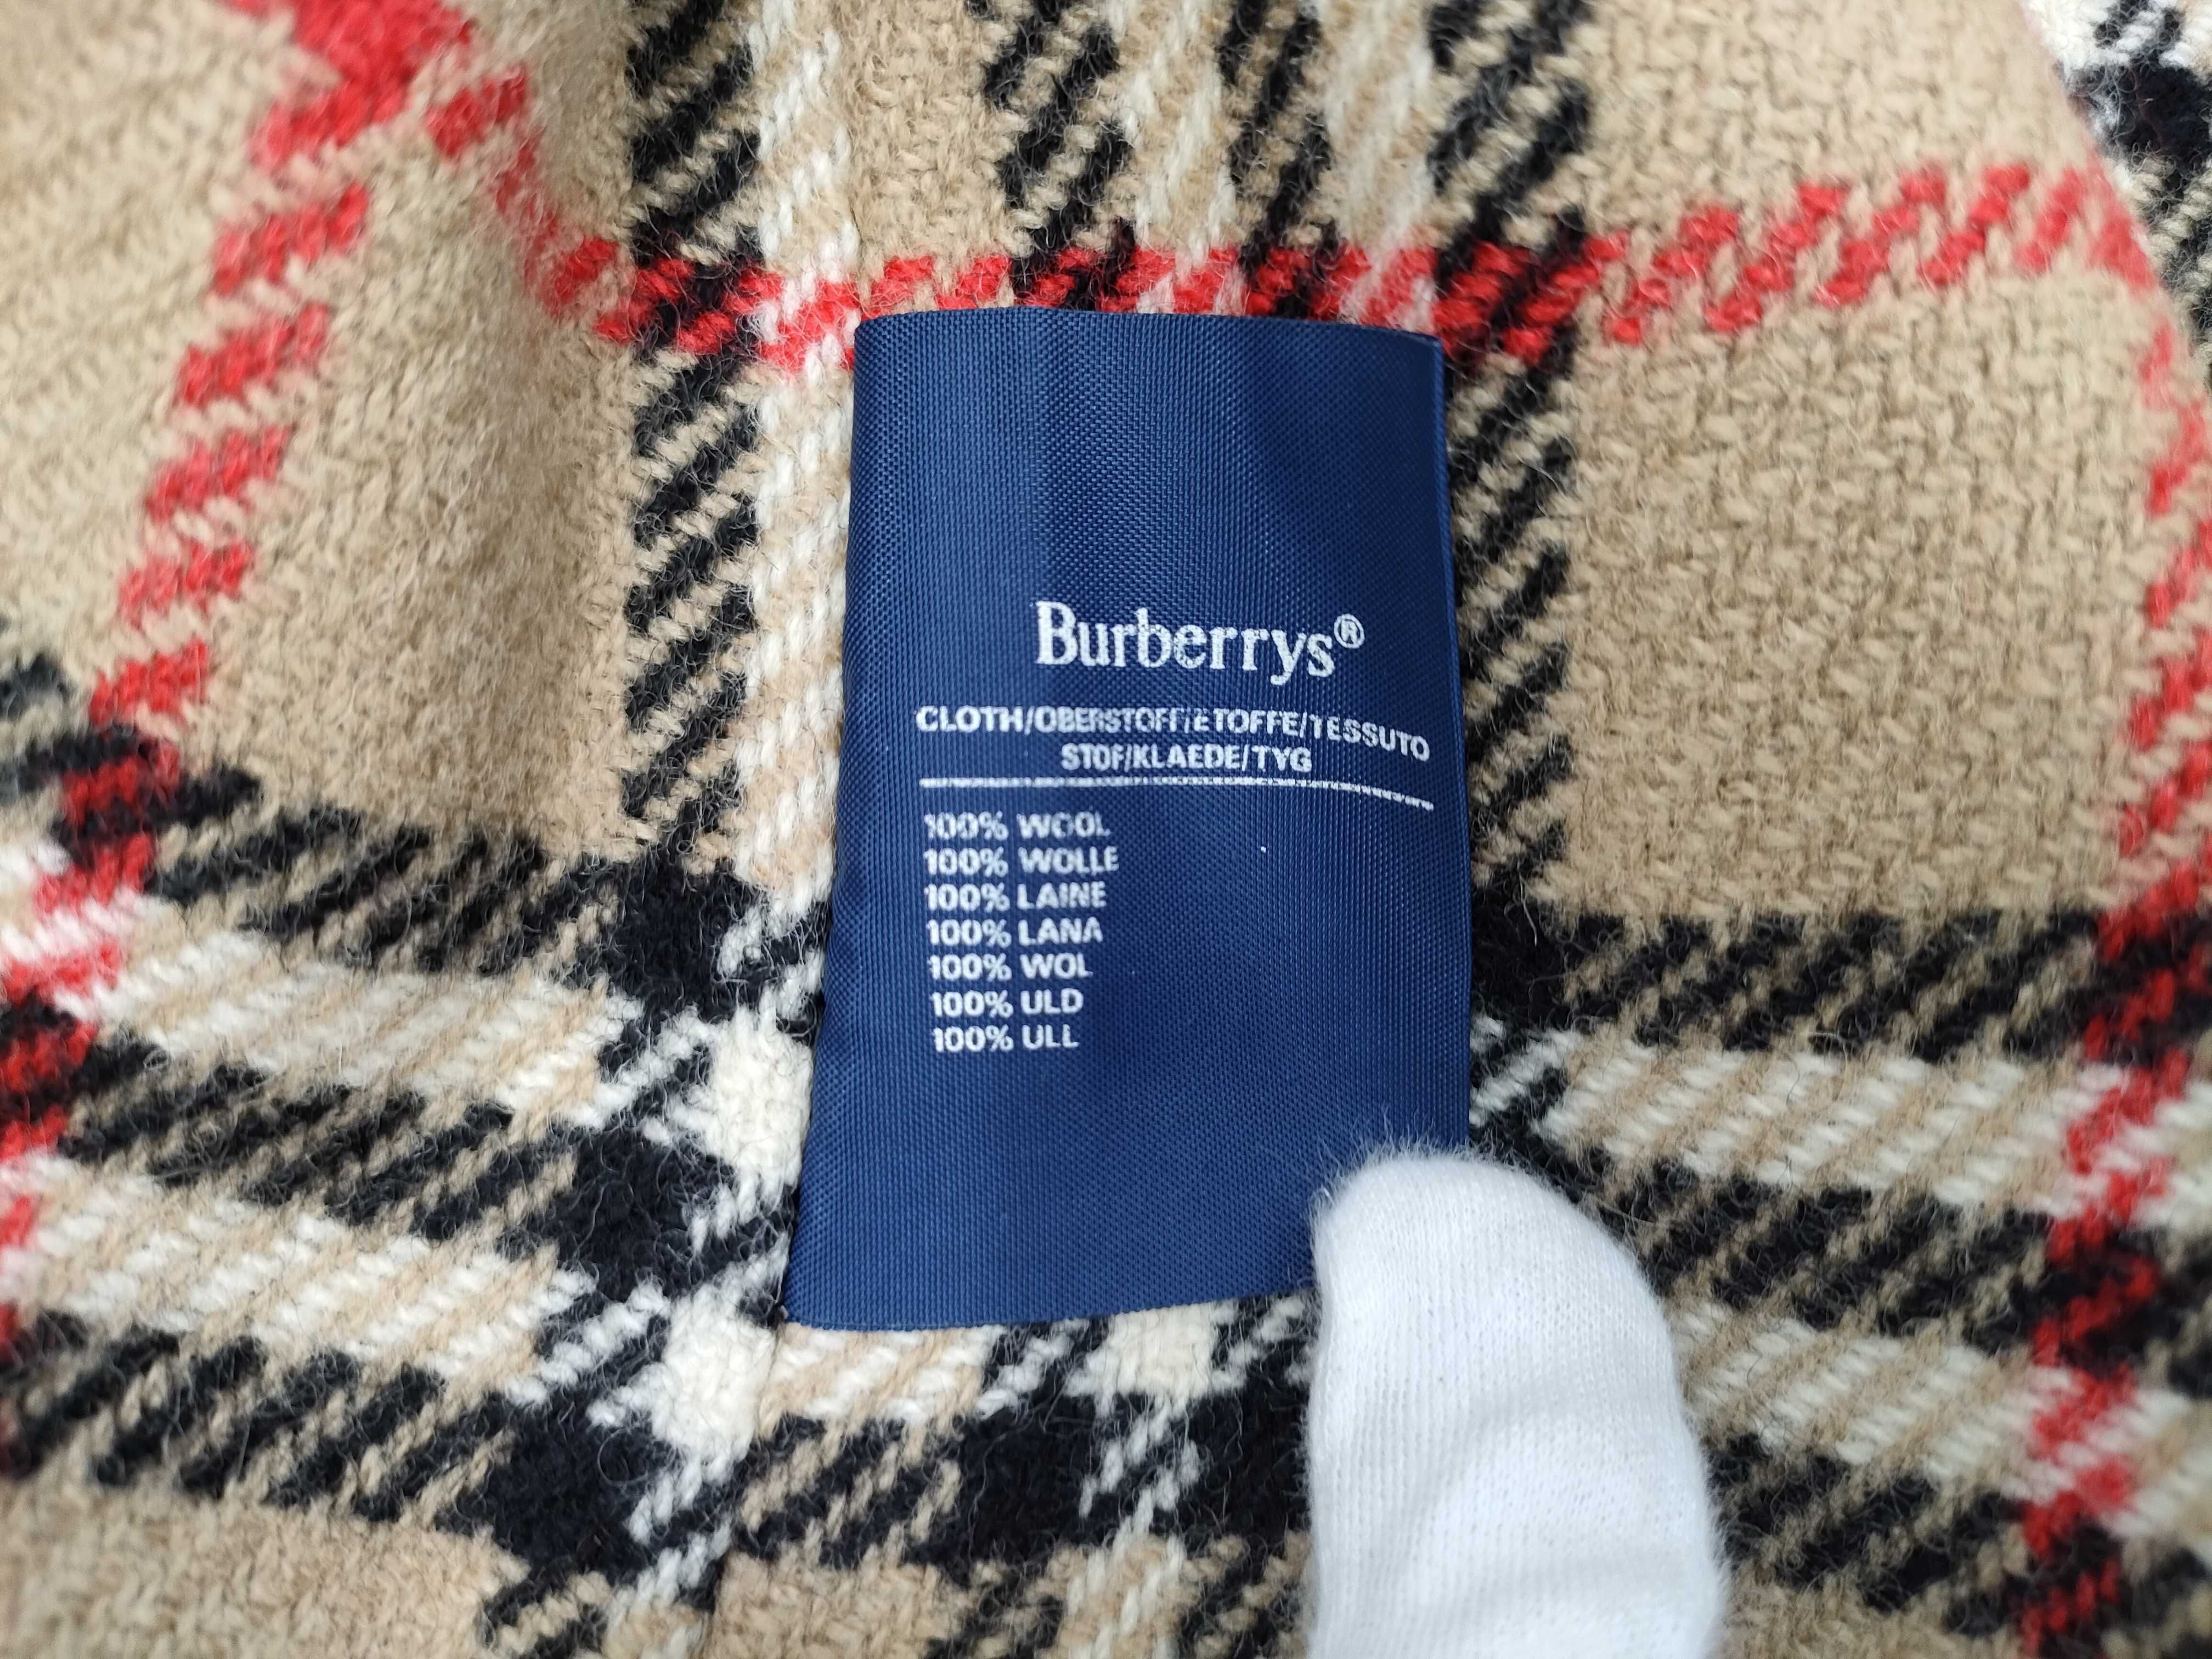 Burberrys®
CLOTH/OBERSTOFF/ETOFFE/TESSUTO
STOF/KLAEDE/TYG
100% WOOL
100% WOLLE
100% LAINE
100% LANA
100% WOL
100% ULD
100% ULL